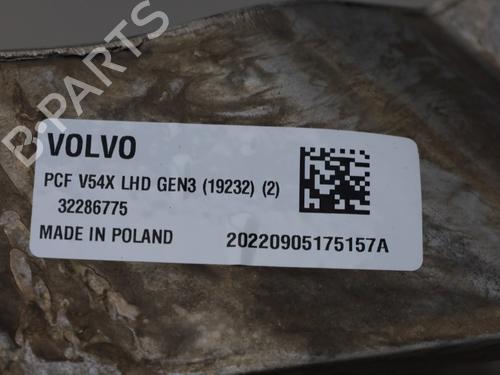 B-PARTS
VOLVO
PCF V54X LHD GEN3 (19232) (2)
32286775
MADE IN POLAND 20220905175157A